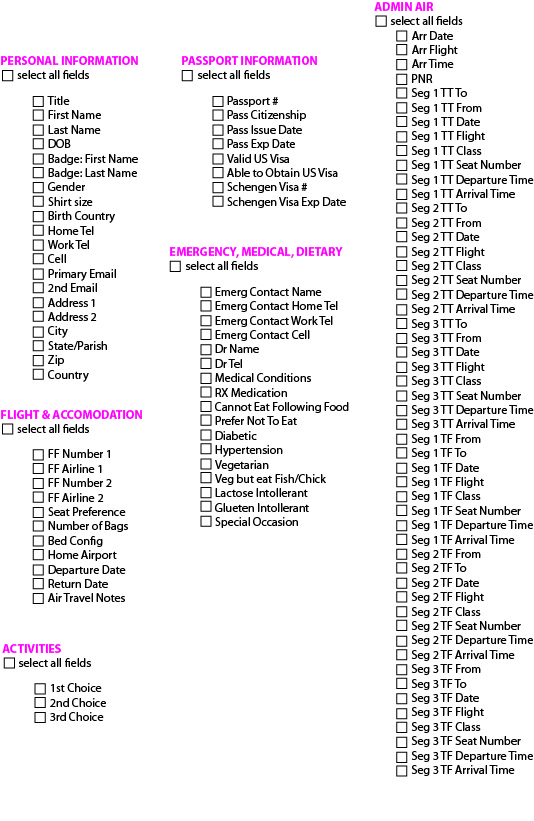 PERSONAL INFORMATION
select all fields
Title
First Name
Last Name
DOB
Badge: First Name
Badge: Last Name
Gender
Shirt size
Birth Country
Home Tel
Work Tel
Cell
Primary Email
2nd Email
Address 1
Address 2
City
State/Parish
Zip
Country
FLIGHT & ACCOMODATION
select all fields
FF Number 1
FF Airline 1
FF Number 2
FF Airline 2
Seat Preference
Number of Bags
Bed Config
Home Airport
Departure Date
Return Date
Air Travel Notes
ACTIVITIES
select all fields
1st Choice
2nd Choice
3rd Choice
PASSPORT INFORMATION
select all fields
Passport #
Pass Citizenship
Pass Issue Date
Pass Exp Date
Valid US Visa
Able to Obtain US Visa
Schengen Visa #
Schengen Visa Exp Date
EMERGENCY, MEDICAL, DIETARY
select all fields
Emerg Contact Name
Emerg Contact Home Tel
Emerg Contact Work Tel
Emerg Contact Cell
Dr Name
Dr Tel
Medical Conditions
RX Medication
Cannot Eat Following Food
Prefer Not To Eat
Diabetic
Hypertension
Vegetarian
Veg but eat Fish/Chick
Lactose Intollerant
Glueten Intollerant
Special Occasion
ADMIN AIR
select all fields
Arr Date
Arr Flight
Arr Time
PNR
Seg 1 TT To
Seg 1 TT From
Seg 1 TT Date
Seg 1 TT Flight
Seg 1 TT Class
Seg 1 TT Seat Number
Seg 1 TT Departure Time
Seg 1 TT Arrival Time
Seg 2 TT To
Seg 2 TT From
Seg 2 TT Date
Seg 2 TT Flight
Seg 2 TT Class
Seg 2 TT Seat Number
Seg 2 TT Departure Time
Seg 2 TT Arrival Time
Seg 3 TT To
Seg 3 TT From
Seg 3 TT Date
Seg 3 TT Flight
Seg 3 TT Class
Seg 3 TT Seat Number
Seg 3 TT Departure Time
Seg 3 TT Arrival Time
Seg 1 TF From
Seg 1 TF To
Seg 1 TF Date
Seg 1 TF Flight
Seg 1 TF Class
Seg 1 TF Seat Number
Seg 1 TF Departure Time
Seg 1 TF Arrival Time
Seg 2 TF From
Seg 2 TF To
Seg 2 TF Date
Seg 2 TF Flight
Seg 2 TF Class
Seg 2 TF Seat Number
Seg 2 TF Departure Time
Seg 2 TF Arrival Time
Seg 3 TF From
Seg 3 TF To
Seg 3 TF Date
Seg 3 TF Flight
Seg 3 TF Class
Seg 3 TF Seat Number
Seg 3 TF Departure Time
Seg 3 TF Arrival Time